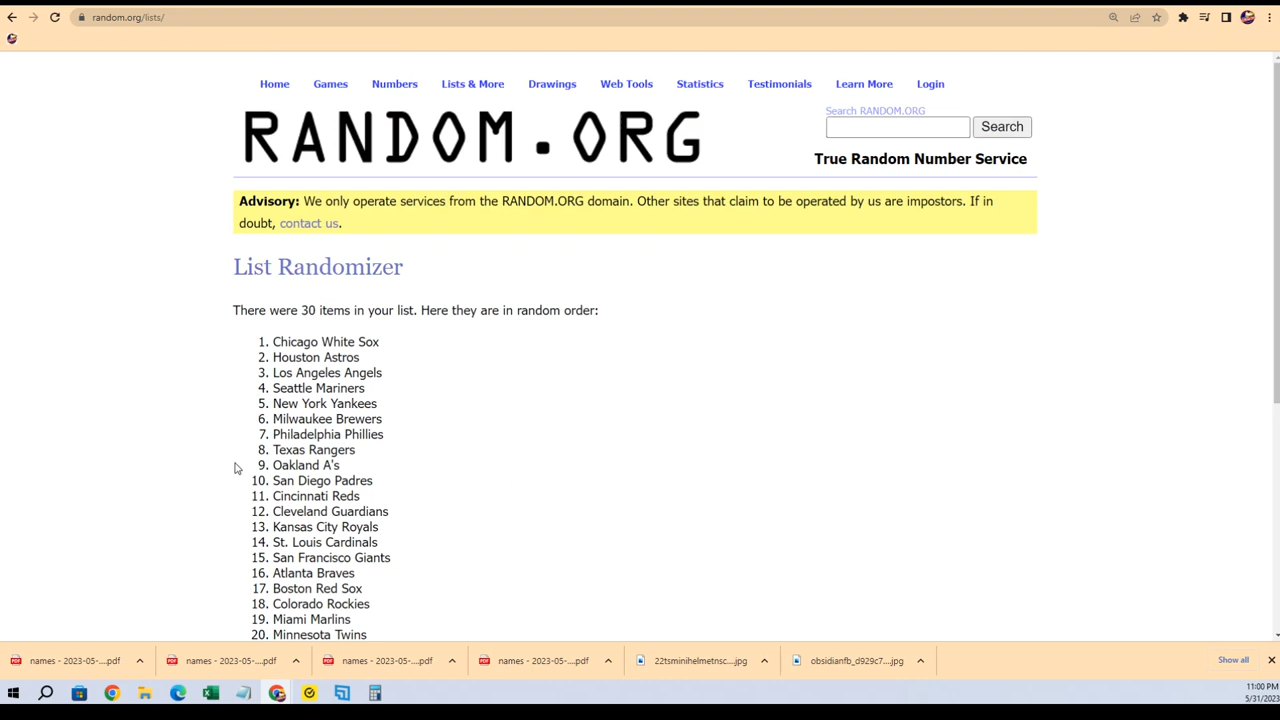 random.org/lists/
Home Games Numbers Lists & More Drawings Web Tools Statistics Testimonials Learn More Login
RANDOM.ORG
Search RANDOM.ORG
Search
True Random Number Service
Advisory: We only operate services from the RANDOM.ORG domain. Other sites that claim to be operated by us are impostors. If in
doubt, contact us.
List Randomizer
There were 30 items in your list. Here they are in random order:
1. Chicago White Sox
2. Houston Astros
3. Los Angeles Angels
4. Seattle Mariners
5. New York Yankees
6. Milwaukee Brewers
7. Philadelphia Phillies
8. Texas Rangers
9. Oakland A's
10. San Diego Padres
11. Cincinnati Reds
12. Cleveland Guardians
13. Kansas City Royals
14. St. Louis Cardinals
15. San Francisco Giants
16. Atlanta Braves
17. Boston Red Sox
18. Colorado Rockies
19. Miami Marlins
20. Minnesota Twins
names - 2023-05-....pdf names - 2023-05-....pdf names - 2023-05-....pdf names - 2023-05-....pdf 22tsminihelmetnsc....jpg obsidianfb_d929c7....jpg Show all
11:00 PM
5/31/2023